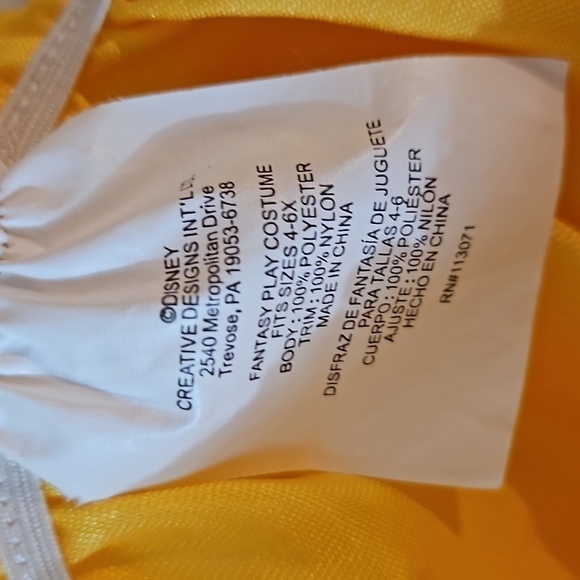 ©DISNEY
CREATIVE DESIGNS INT'L
2540 Metropolitan Drive
Trevose, PA 19053-6738
FANTASY PLAY COSTUME
FITS SIZES 4-6X
BODY : 100% POLYESTER
TRIM : 100% NYLON
MADE IN CHINA
DISFRAZ DE FANTASÍA DE JUGUETE
PARA TALLAS 4-6
CUERPO : 100% POLIÉSTER
AJUSTE : 100% NILÓN
HECHO EN CHINA
RN#113071